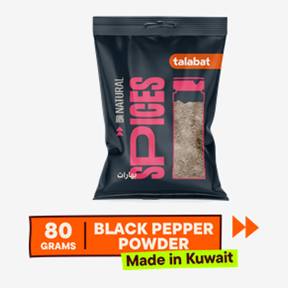 talabat
NATURAL
SPICES
بهارات
80
GRAMS
BLACK PEPPER
POWDER
Made in Kuwait